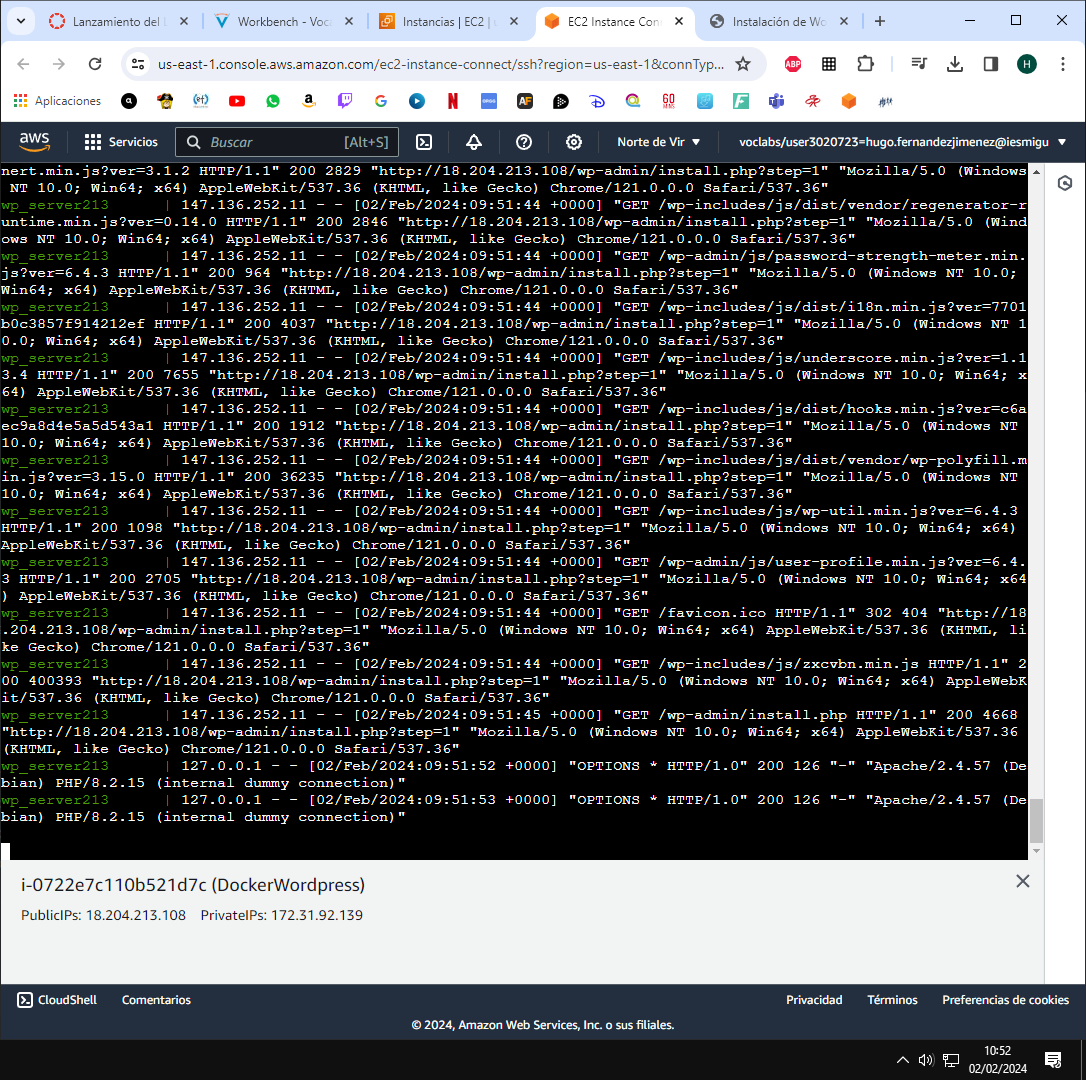 Lanzamiento del
Workbench - Voca
Instancias | EC2 | u
EC2 Instance Con
Instalación de Wo
us-east-1.console.aws.amazon.com/ec2-instance-connect/ssh?region=us-east-1&connTyp...
ABP
H
Aplicaciones
aws
Servicios
Buscar
[Alt+S]
Norte de Vir
voclabs/user3020723=hugo.fernandezjimenez@iesmigu
nert.min.js?ver=3.1.2 HTTP/1.1" 200 2829 "http://18.204.213.108/wp-admin/install.php?step=1" "Mozilla/5.0 (Windows
NT 10.0; Win64; x64) AppleWebKit/537.36 (KHTML, like Gecko) Chrome/121.0.0.0 Safari/537.36"
wp_server213 | 147.136.252.11 - - [02/Feb/2024:09:51:44 +0000] "GET /wp-includes/js/dist/vendor/regenerator-r
untime.min.js?ver=0.14.0 HTTP/1.1" 200 2846 "http://18.204.213.108/wp-admin/install.php?step=1" "Mozilla/5.0 (Wind
ows NT 10.0; Win64; x64) AppleWebKit/537.36 (KHTML, like Gecko) Chrome/121.0.0.0 Safari/537.36"
wp_server213 | 147.136.252.11 - - [02/Feb/2024:09:51:44 +0000] "GET /wp-admin/js/password-strength-meter.min.
js?ver=6.4.3 HTTP/1.1" 200 964 "http://18.204.213.108/wp-admin/install.php?step=1" "Mozilla/5.0 (Windows NT 10.0;
Win64; x64) AppleWebKit/537.36 (KHTML, like Gecko) Chrome/121.0.0.0 Safari/537.36"
wp_server213 | 147.136.252.11 - - [02/Feb/2024:09:51:44 +0000] "GET /wp-includes/js/dist/i18n.min.js?ver=7701
b0c3857f914212ef HTTP/1.1" 200 4037 "http://18.204.213.108/wp-admin/install.php?step=1" "Mozilla/5.0 (Windows NT 1
0.0; Win64; x64) AppleWebKit/537.36 (KHTML, like Gecko) Chrome/121.0.0.0 Safari/537.36"
wp_server213 | 147.136.252.11 - - [02/Feb/2024:09:51:44 +0000] "GET /wp-includes/js/underscore.min.js?ver=1.1
3.4 HTTP/1.1" 200 7655 "http://18.204.213.108/wp-admin/install.php?step=1" "Mozilla/5.0 (Windows NT 10.0; Win64; x
64) AppleWebKit/537.36 (KHTML, like Gecko) Chrome/121.0.0.0 Safari/537.36"
wp_server213 | 147.136.252.11 - - [02/Feb/2024:09:51:44 +0000] "GET /wp-includes/js/dist/hooks.min.js?ver=c6a
ec9a8d4e5a5d543a1 HTTP/1.1" 200 1912 "http://18.204.213.108/wp-admin/install.php?step=1" "Mozilla/5.0 (Windows NT
10.0; Win64; x64) AppleWebKit/537.36 (KHTML, like Gecko) Chrome/121.0.0.0 Safari/537.36"
wp_server213 | 147.136.252.11 - - [02/Feb/2024:09:51:44 +0000] "GET /wp-includes/js/dist/vendor/wp-polyfill.m
in.js?ver=3.15.0 HTTP/1.1" 200 36235 "http://18.204.213.108/wp-admin/install.php?step=1" "Mozilla/5.0 (Windows NT
10.0; Win64; x64) AppleWebKit/537.36 (KHTML, like Gecko) Chrome/121.0.0.0 Safari/537.36"
wp_server213 | 147.136.252.11 - - [02/Feb/2024:09:51:44 +0000] "GET /wp-includes/js/wp-util.min.js?ver=6.4.3
HTTP/1.1" 200 1098 "http://18.204.213.108/wp-admin/install.php?step=1" "Mozilla/5.0 (Windows NT 10.0; Win64; x64)
AppleWebKit/537.36 (KHTML, like Gecko) Chrome/121.0.0.0 Safari/537.36"
wp_server213 | 147.136.252.11 - - [02/Feb/2024:09:51:44 +0000] "GET /wp-admin/js/user-profile.min.js?ver=6.4.
3 HTTP/1.1" 200 2705 "http://18.204.213.108/wp-admin/install.php?step=1" "Mozilla/5.0 (Windows NT 10.0; Win64; x64
) AppleWebKit/537.36 (KHTML, like Gecko) Chrome/121.0.0.0 Safari/537.36"
wp_server213 | 147.136.252.11 - - [02/Feb/2024:09:51:44 +0000] "GET /favicon.ico HTTP/1.1" 302 404 "http://18
.204.213.108/wp-admin/install.php?step=1" "Mozilla/5.0 (Windows NT 10.0; Win64; x64) AppleWebKit/537.36 (KHTML, li
ke Gecko) Chrome/121.0.0.0 Safari/537.36"
wp_server213 | 147.136.252.11 - - [02/Feb/2024:09:51:44 +0000] "GET /wp-includes/js/zxcvbn.min.js HTTP/1.1" 2
00 400393 "http://18.204.213.108/wp-admin/install.php?step=1" "Mozilla/5.0 (Windows NT 10.0; Win64; x64) AppleWebK
it/537.36 (KHTML, like Gecko) Chrome/121.0.0.0 Safari/537.36"
wp_server213 | 147.136.252.11 - - [02/Feb/2024:09:51:45 +0000] "GET /wp-admin/install.php HTTP/1.1" 200 4668
"http://18.204.213.108/wp-admin/install.php?step=1" "Mozilla/5.0 (Windows NT 10.0; Win64; x64) AppleWebKit/537.36
(KHTML, like Gecko) Chrome/121.0.0.0 Safari/537.36"
wp_server213 | 127.0.0.1 - - [02/Feb/2024:09:51:52 +0000] "OPTIONS * HTTP/1.0" 200 126 "-" "Apache/2.4.57 (De
bian) PHP/8.2.15 (internal dummy connection)"
wp_server213 | 127.0.0.1 - - [02/Feb/2024:09:51:53 +0000] "OPTIONS * HTTP/1.0" 200 126 "-" "Apache/2.4.57 (De
bian) PHP/8.2.15 (internal dummy connection)"
i-0722e7c110b521d7c (DockerWordpress)
PublicIPs: 18.204.213.108 PrivateIPs: 172.31.92.139
CloudShell
Comentarios
Privacidad
Términos
Preferencias de cookies
© 2024, Amazon Web Services, Inc. o sus filiales.
10:52
02/02/2024